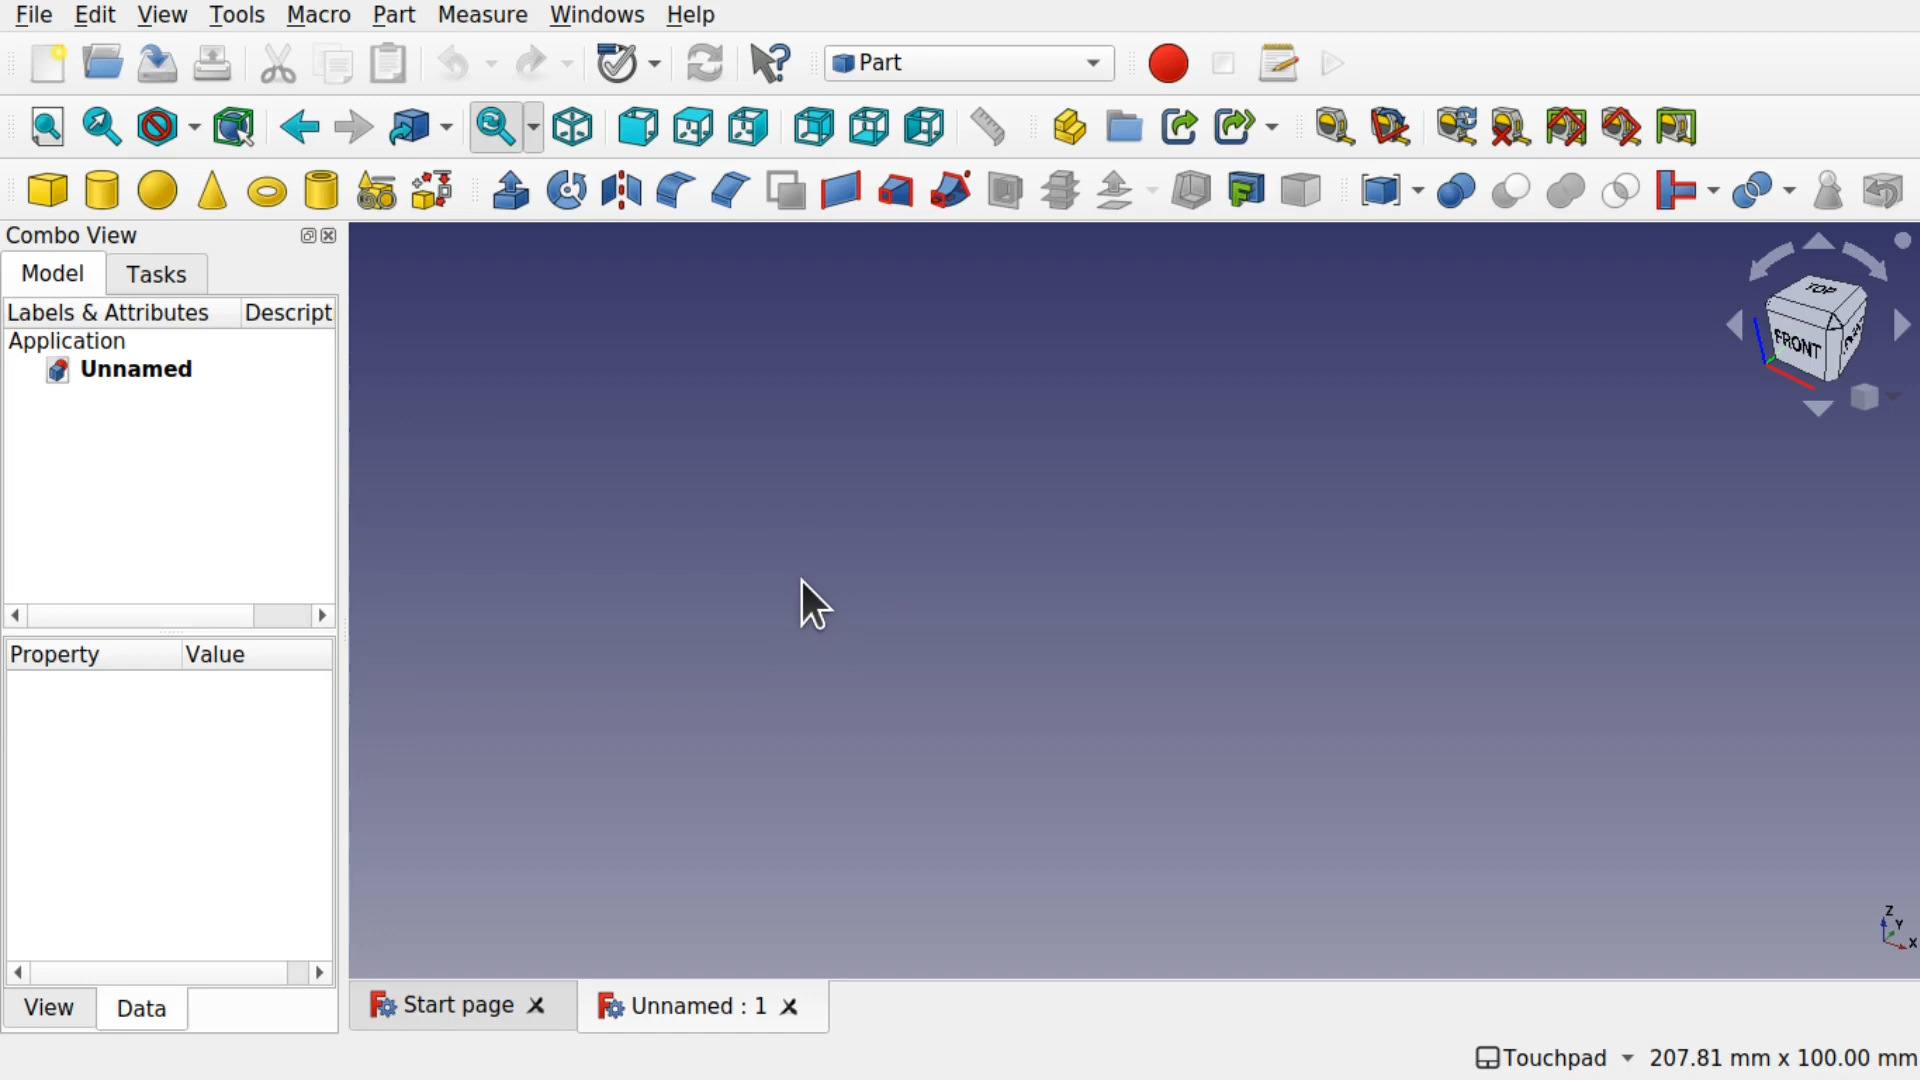 File Edit View Tools Macro Part Measure Windows Help
Part
Combo View
Model Tasks
Labels & Attributes Descript
Application
Unnamed
TOP
FRONT
Property Value
Z
Y
X
View Data
Start page Unnamed : 1
Touchpad 207.81 mm x 100.00 mm